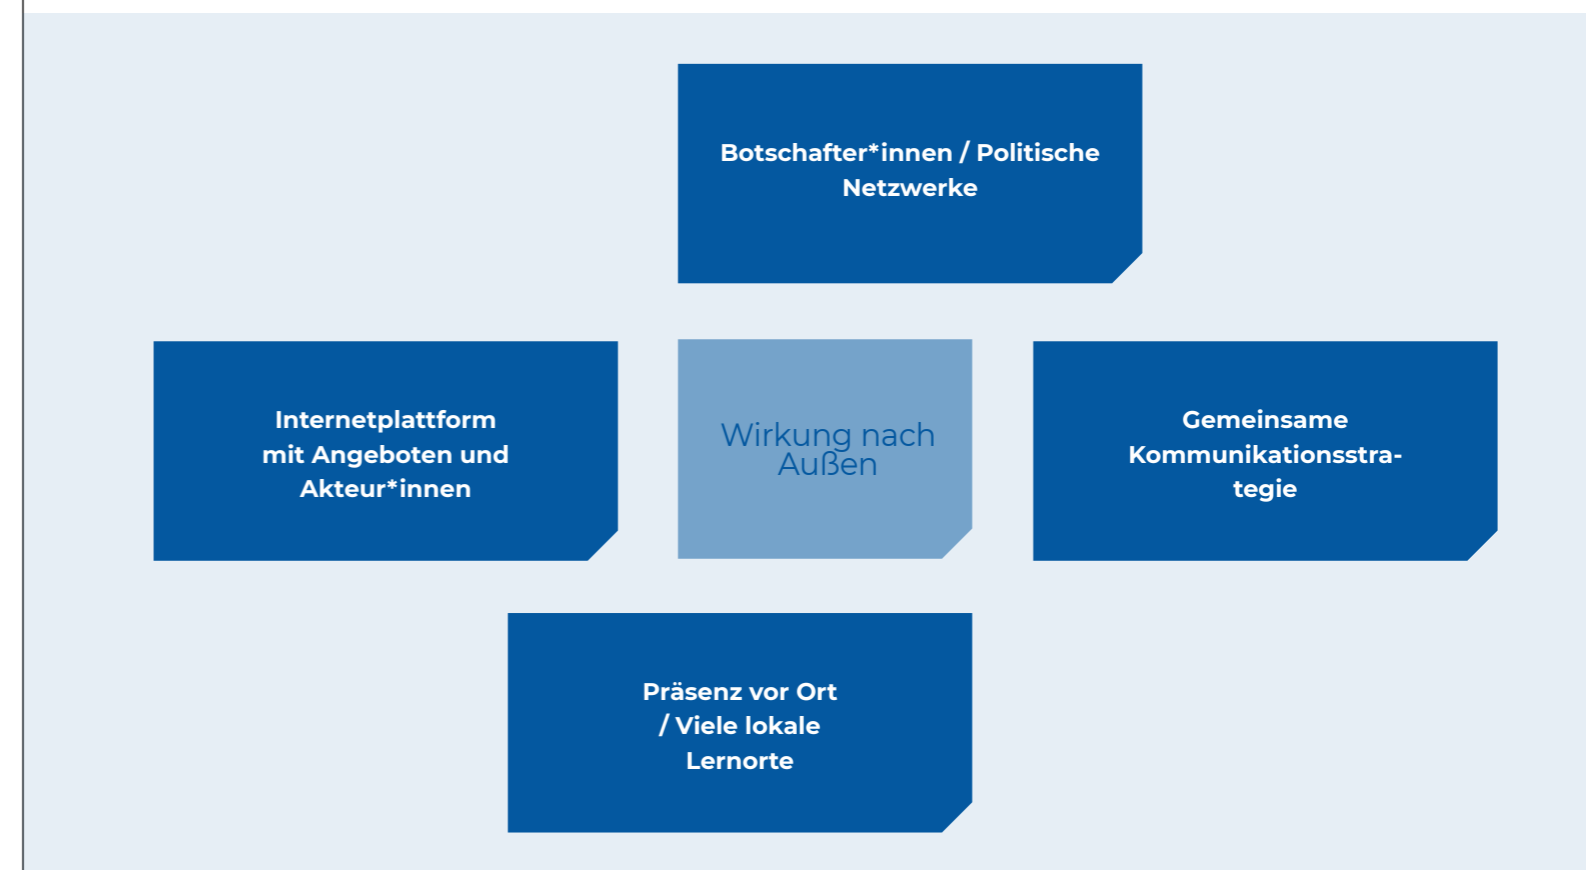 Botschafter*innen / Politische
Netzwerke
Internetplattform
mit Angeboten und
Akteur*innen
Wirkung nach
Außen
Gemeinsame
Kommunikationsstra-
tegie
Präsenz vor Ort
/ Viele lokale
Lernorte